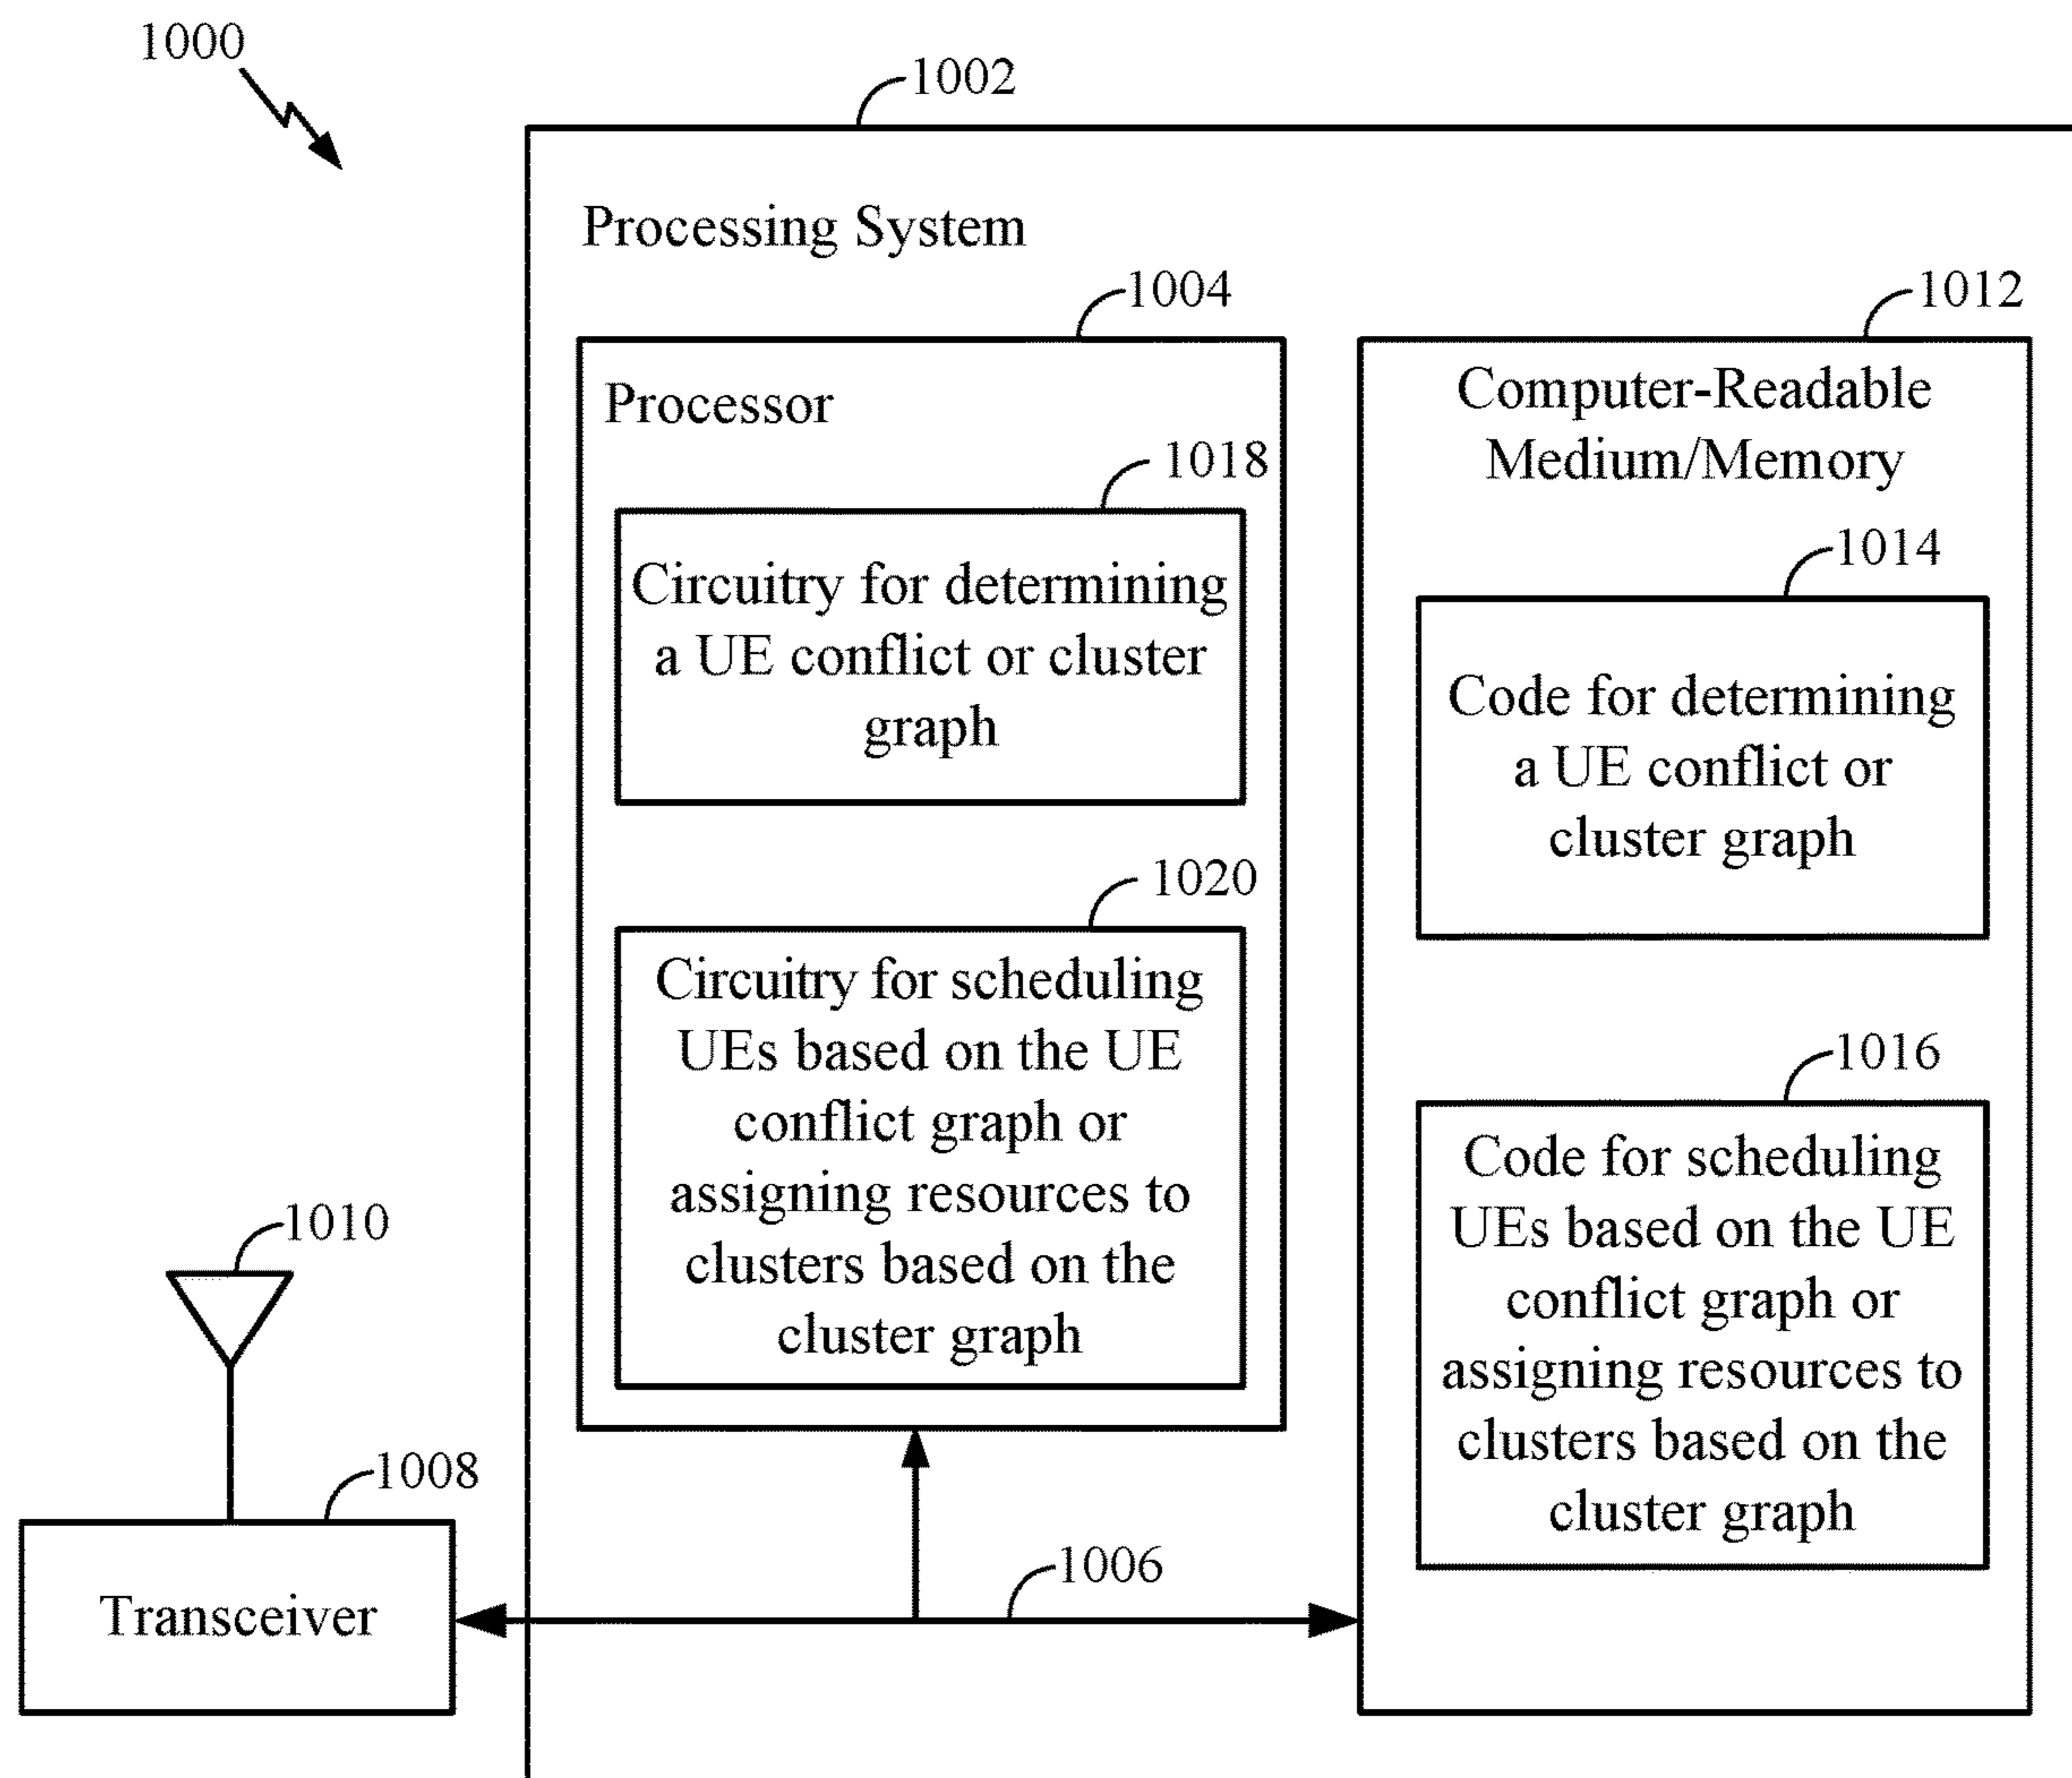 1000
1002
Processing System
1004
Processor
1018
Circuitry for determining
a UE conflict or cluster
graph
1020
Circuitry for scheduling
UEs based on the UE
conflict graph or
assigning resources to
clusters based on the
cluster graph
1012
Computer-Readable
Medium/Memory
1014
Code for determining
a UE conflict or
cluster graph
1016
Code for scheduling
UEs based on the UE
conflict graph or
assigning resources to
clusters based on the
cluster graph
1010
1008
Transceiver
1006